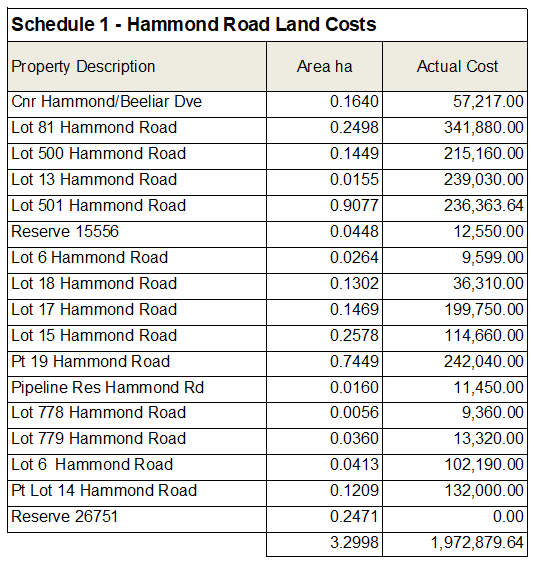 Schedule 1 - Hammond Road Land Costs
Property Description Area ha Actual Cost
Cnr Hammond/Beeliar Dve 0.1640 57,217.00
Lot 81 Hammond Road 0.2498 341,880.00
Lot 500 Hammond Road 0.1449 215,160.00
Lot 13 Hammond Road 0.0155 239,030.00
Lot 501 Hammond Road 0.9077 236,363.64
Reserve 15556 0.0448 12,550.00
Lot 6 Hammond Road 0.0264 9,599.00
Lot 18 Hammond Road 0.1302 36,310.00
Lot 17 Hammond Road 0.1469 199,750.00
Lot 15 Hammond Road 0.2578 114,660.00
Pt 19 Hammond Road 0.7449 242,040.00
Pipeline Res Hammond Rd 0.0160 11,450.00
Lot 778 Hammond Road 0.0056 9,360.00
Lot 779 Hammond Road 0.0360 13,320.00
Lot 6 Hammond Road 0.0413 102,190.00
Pt Lot 14 Hammond Road 0.1209 132,000.00
Reserve 26751 0.2471 0.00
3.2998 1,972,879.64